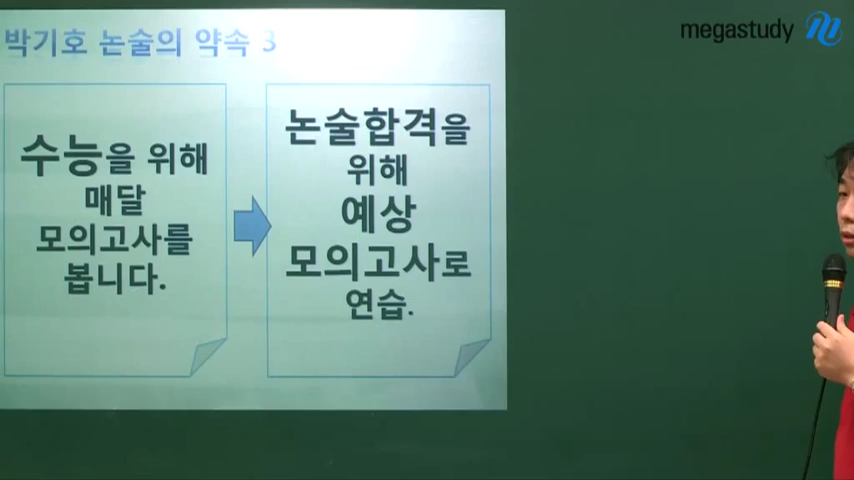 megastudy
박기호 논술의 약속 3
수능을 위해
매달
모의고사를
봅니다.
논술합격을
위해
예상
모의고사로
연습.